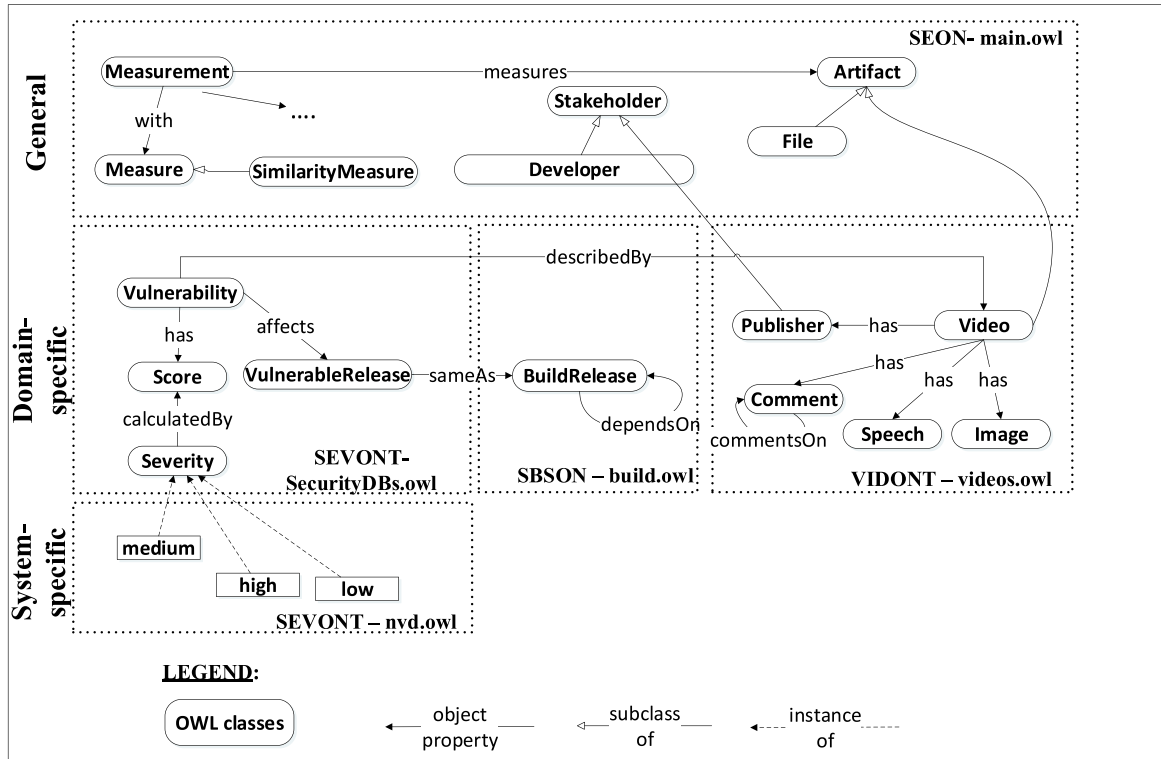 SEON- main.owl
General
Measurement
measures
Artifact
Stakeholder
....
with
File
Measure
SimilarityMeasure
Developer
Domain-
specific
describedBy
Vulnerability
affects
Publisher
has
Video
has
has
Score
VulnerableRelease
sameAs
BuildRelease
has
has
Comment
calculatedBy
dependsOn
commentsOn
Speech
Image
Severity
SEVONT-
SecurityDBs.owl
SBSON – build.owl
VIDONT – videos.owl
System-
specific
medium
high
low
SEVONT – nvd.owl
LEGEND:
OWL classes
object
property
subclass
of
instance
of